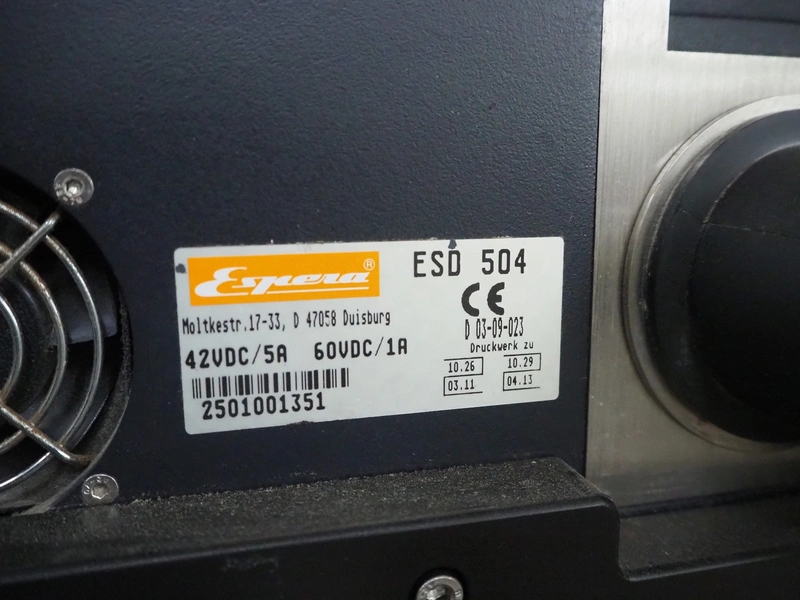 Espera®
ESD 504
CE
Moltkestr.17-33, D 47058 Duisburg
D 03-09-023
42VDC/5A 60VDC/1A
Druckwerk zu
10.26 10.29
03.11 04.13
2501001351